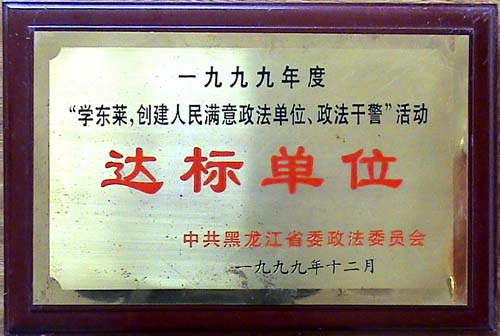 一九九九年度
“学东莱,创建人民满意政法单位、政法干警”活动
达标单位
中共黑龙江省委政法委员会
一九九九年十二月